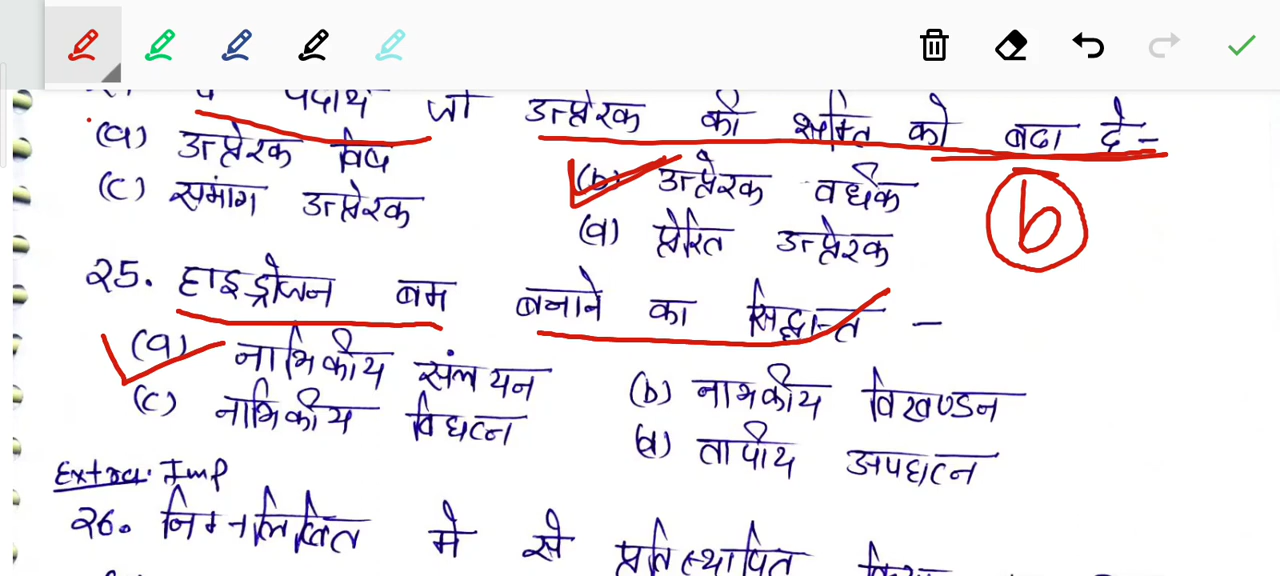 वे पदार्थ जो उत्प्रेरक की शक्ति को बढा दे-
(a) उत्प्रेरक विष (b) उत्प्रेरक वर्धक
(c) समांग उत्प्रेरक (d) प्रेरित उत्प्रेरक
b
25. हाइड्रोजन बम बनाने का सिद्धान्त -
(a) नाभिकीय संलयन (b) नाभकीय विखण्डन
(c) नाभिकीय विघटन (d) तापीय अपघटन
Extra Imp
26. निम्नलिखित में से प्रतिस्थापित